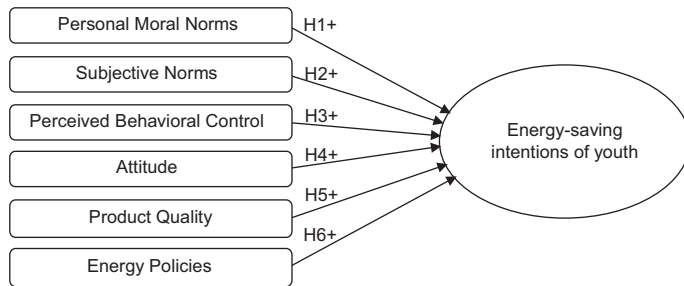 Personal Moral Norms
H1+
Subjective Norms
H2+
Perceived Behavioral Control
H3+
Attitude
H4+
Product Quality
H5+
Energy Policies
H6+
Energy-saving
intentions of youth